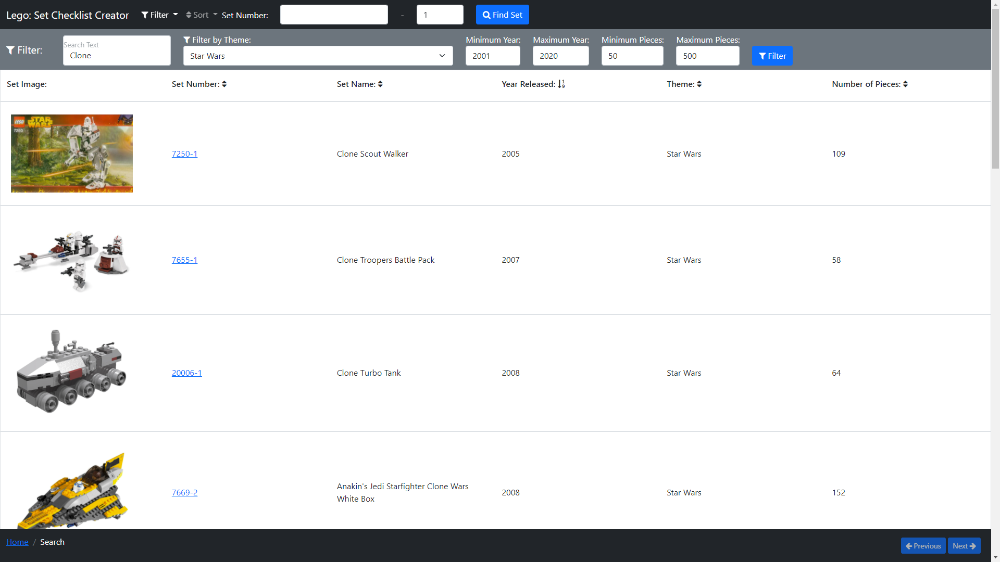 Lego: Set Checklist Creator Filter Sort Set Number: - 1 Find Set
Filter: Search Text Filter by Theme: Minimum Year: Maximum Year: Minimum Pieces: Maximum Pieces:
Clone Star Wars 2001 2020 50 500 Filter
Set Image: Set Number: Set Name: Year Released: Theme: Number of Pieces:
LEGO STAR WARS
7250
7250-1 Clone Scout Walker 2005 Star Wars 109
7655-1 Clone Troopers Battle Pack 2007 Star Wars 58
20006-1 Clone Turbo Tank 2008 Star Wars 64
7669-2 Anakin's Jedi Starfighter Clone Wars White Box 2008 Star Wars 152
Home / Search Previous Next